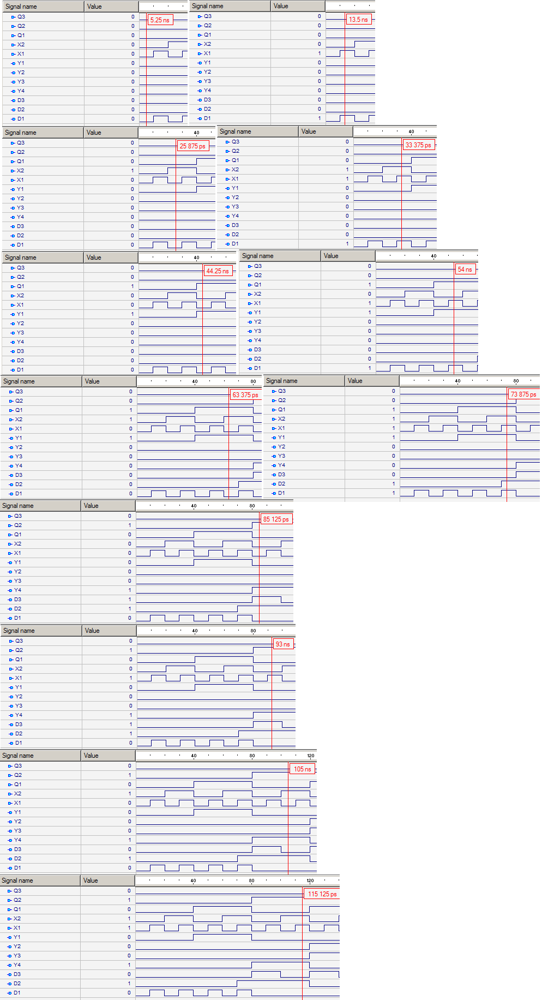 Signal name Value
Q3 0 5.25 ns
Q2 0
Q1 0
X2 0
X1 0
Y1 0
Y2 0
Y3 0
Y4 0
D3 0
D2 0
D1 0
Signal name Value
Q3 0 13.5 ns
Q2 0
Q1 0
X2 0
X1 1
Y1 0
Y2 0
Y3 0
Y4 0
D3 0
D2 0
D1 1
Signal name Value 40
Q3 0 25 875 ps
Q2 0
Q1 0
X2 1
X1 0
Y1 0
Y2 0
Y3 0
Y4 0
D3 0
D2 0
D1 0
Signal name Value 40
Q3 0 33 375 ps
Q2 0
Q1 0
X2 1
X1 1
Y1 0
Y2 0
Y3 0
Y4 0
D3 0
D2 0
D1 1
Signal name Value 40
Q3 0 44.25 ns
Q2 0
Q1 1
X2 0
X1 0
Y1 1
Y2 0
Y3 0
Y4 0
D3 0
D2 0
D1 0
Signal name Value 40
Q3 0 54 ns
Q2 0
Q1 1
X2 0
X1 1
Y1 1
Y2 0
Y3 0
Y4 0
D3 0
D2 0
D1 1
Signal name Value 40 80
Q3 0 63 375 ps
Q2 0
Q1 1
X2 1
X1 0
Y1 1
Y2 0
Y3 0
Y4 0
D3 0
D2 0
D1 0
Signal name Value 40 80
Q3 0 73 875 ps
Q2 0
Q1 1
X2 1
X1 1
Y1 1
Y2 0
Y3 0
Y4 0
D3 0
D2 1
D1 1
Signal name Value 40 80
Q3 0 85 125 ps
Q2 1
Q1 0
X2 0
X1 0
Y1 0
Y2 0
Y3 0
Y4 1
D3 1
D2 1
D1 0
Signal name Value 40 80
Q3 0 93 ns
Q2 1
Q1 0
X2 0
X1 1
Y1 0
Y2 0
Y3 0
Y4 1
D3 1
D2 1
D1 0
Signal name Value 40 80 120
Q3 0 105 ns
Q2 1
Q1 0
X2 1
X1 0
Y1 0
Y2 0
Y3 0
Y4 1
D3 0
D2 1
D1 0
Signal name Value 40 80 120
Q3 0 115 125 ps
Q2 1
Q1 0
X2 1
X1 1
Y1 0
Y2 0
Y3 0
Y4 1
D3 0
D2 1
D1 0